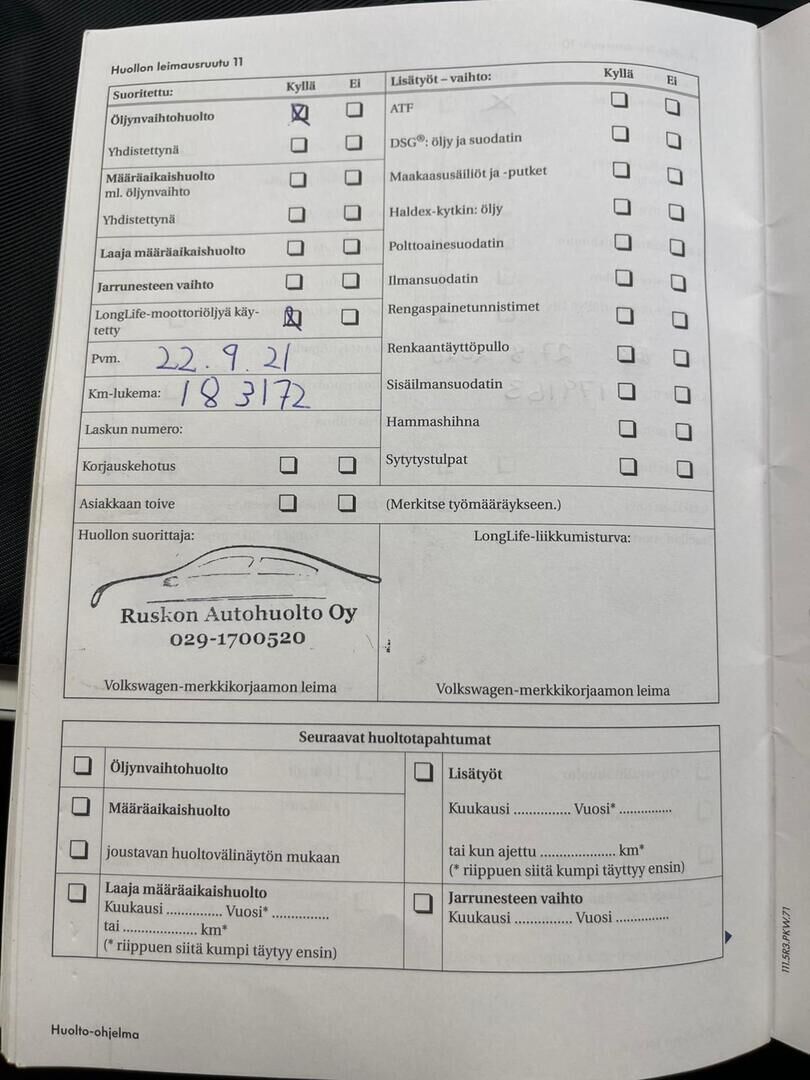 Huollon leimausruutu 11
Suoritettu: Kyllä Ei
Öljynvaihtohuolto
Yhdistettynä
Määräaikaishuolto
ml. öljynvaihto
Yhdistettynä
Laaja määräaikaishuolto
Jarrunesteen vaihto
LongLife-moottoriöljyä käy-
tetty
Pvm. 22.9.21
Km-lukema: 183172
Laskun numero:
Korjauskehotus
Asiakkaan toive
Lisätyöt – vaihto: Kyllä Ei
ATF
DSG®: öljy ja suodatin
Maakaasusäiliöt ja -putket
Haldex-kytkin: öljy
Polttoainesuodatin
Ilmansuodatin
Rengaspainetunnistimet
Renkaantäyttöpullo
Sisäilmansuodatin
Hammashihna
Sytytystulpat
(Merkitse työmääräykseen.)
Huollon suorittaja:
Ruskon Autohuolto Oy
029-1700520
Volkswagen-merkkikorjaamon leima
LongLife-liikkumisturva:
Volkswagen-merkkikorjaamon leima
Seuraavat huoltotapahtumat
Öljynvaihtohuolto
Määräaikaishuolto
joustavan huoltovälinäytön mukaan
Laaja määräaikaishuolto
Kuukausi .............. Vuosi* ..............
tai ................... km*
(* riippuen siitä kumpi täytyy ensin)
Lisätyöt
Kuukausi .............. Vuosi* .............
tai kun ajettu ................... km*
(* riippuen siitä kumpi täyttyy ensin)
Jarrunesteen vaihto
Kuukausi .............. Vuosi .............
Huolto-ohjelma
111.5R3.PKW.71